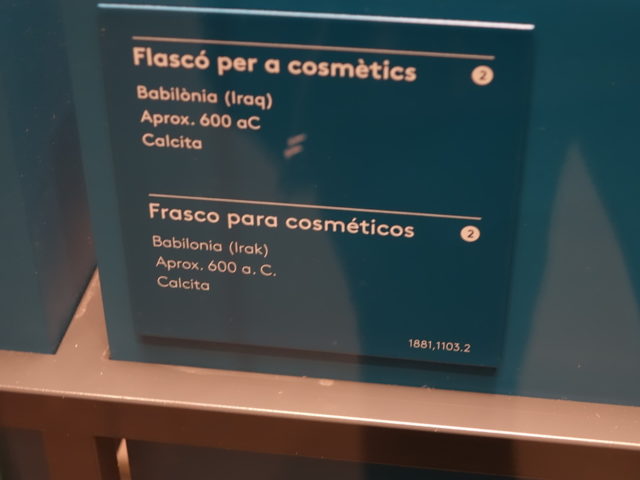 Flascó per a cosmètics 2
Babilònia (Iraq)
Aprox. 600 aC
Calcita
Frasco para cosméticos 2
Babilonia (Irak)
Aprox. 600 a. C.
Calcita
1881,1103.2